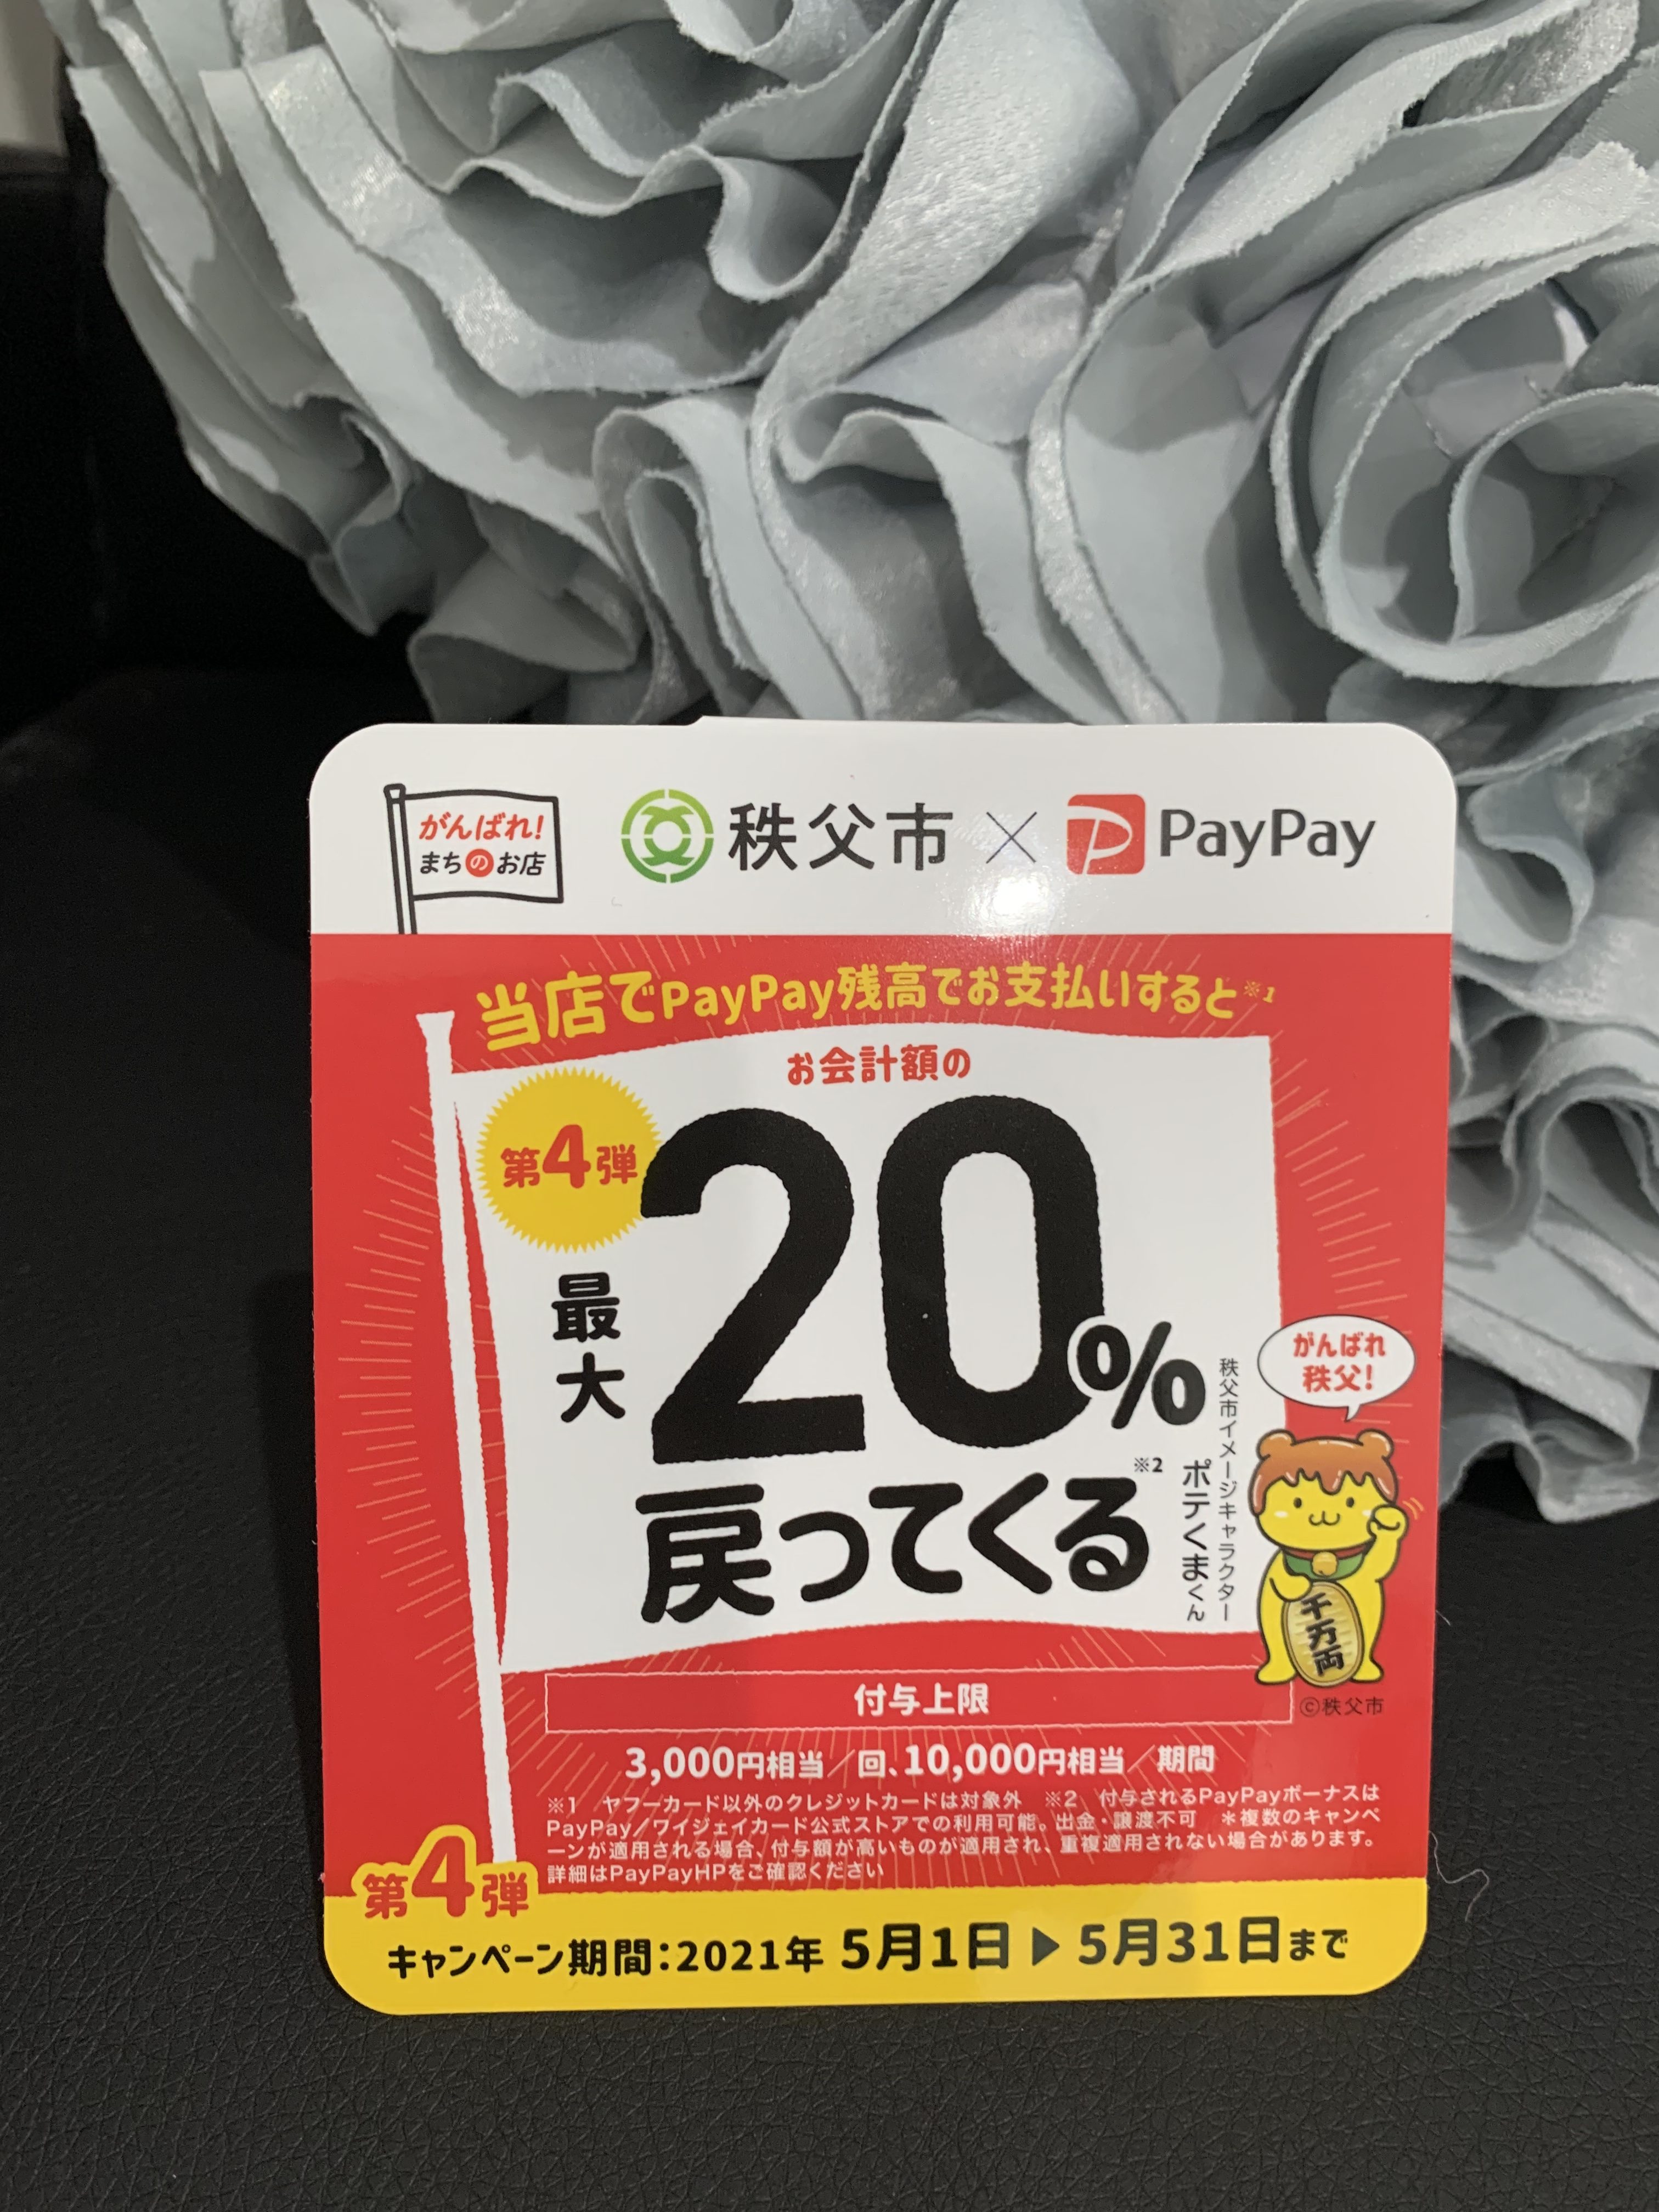 がんばれ!
まちのお店
秩父市 × PayPay
当店でPayPay残高でお支払いすると※1
お会計額の
第4弾
最大
20%
戻ってくる※2
秩父市イメージキャラクター
ポテくまくん
がんばれ
秩父!
千万両
©秩父市
付与上限
3,000円相当/回、10,000円相当/期間
※1 ヤフーカード以外のクレジットカードは対象外 ※2 付与されるPayPayボーナスは
PayPay/ワイジェイカード公式ストアでの利用可能。出金・譲渡不可 *複数のキャンペ
ーンが適用される場合、付与額が高いものが適用され、重複適用されない場合があります。
詳細はPayPayHPをご確認ください
第4弾
キャンペーン期間:2021年 5月1日▶5月31日まで